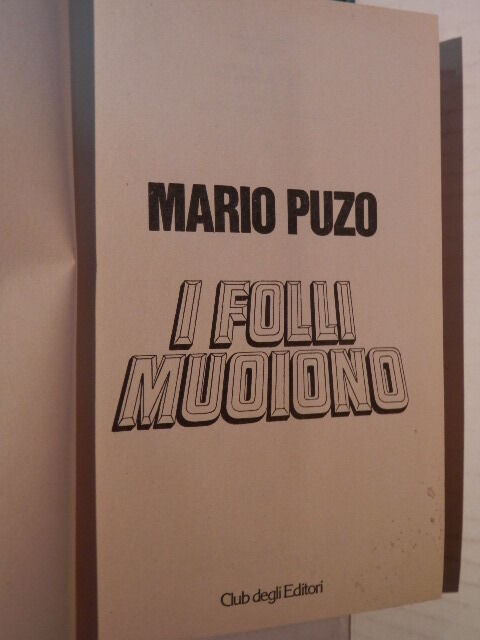 MARIO PUZO
I FOLLI
MUOIONO
Club degli Editori